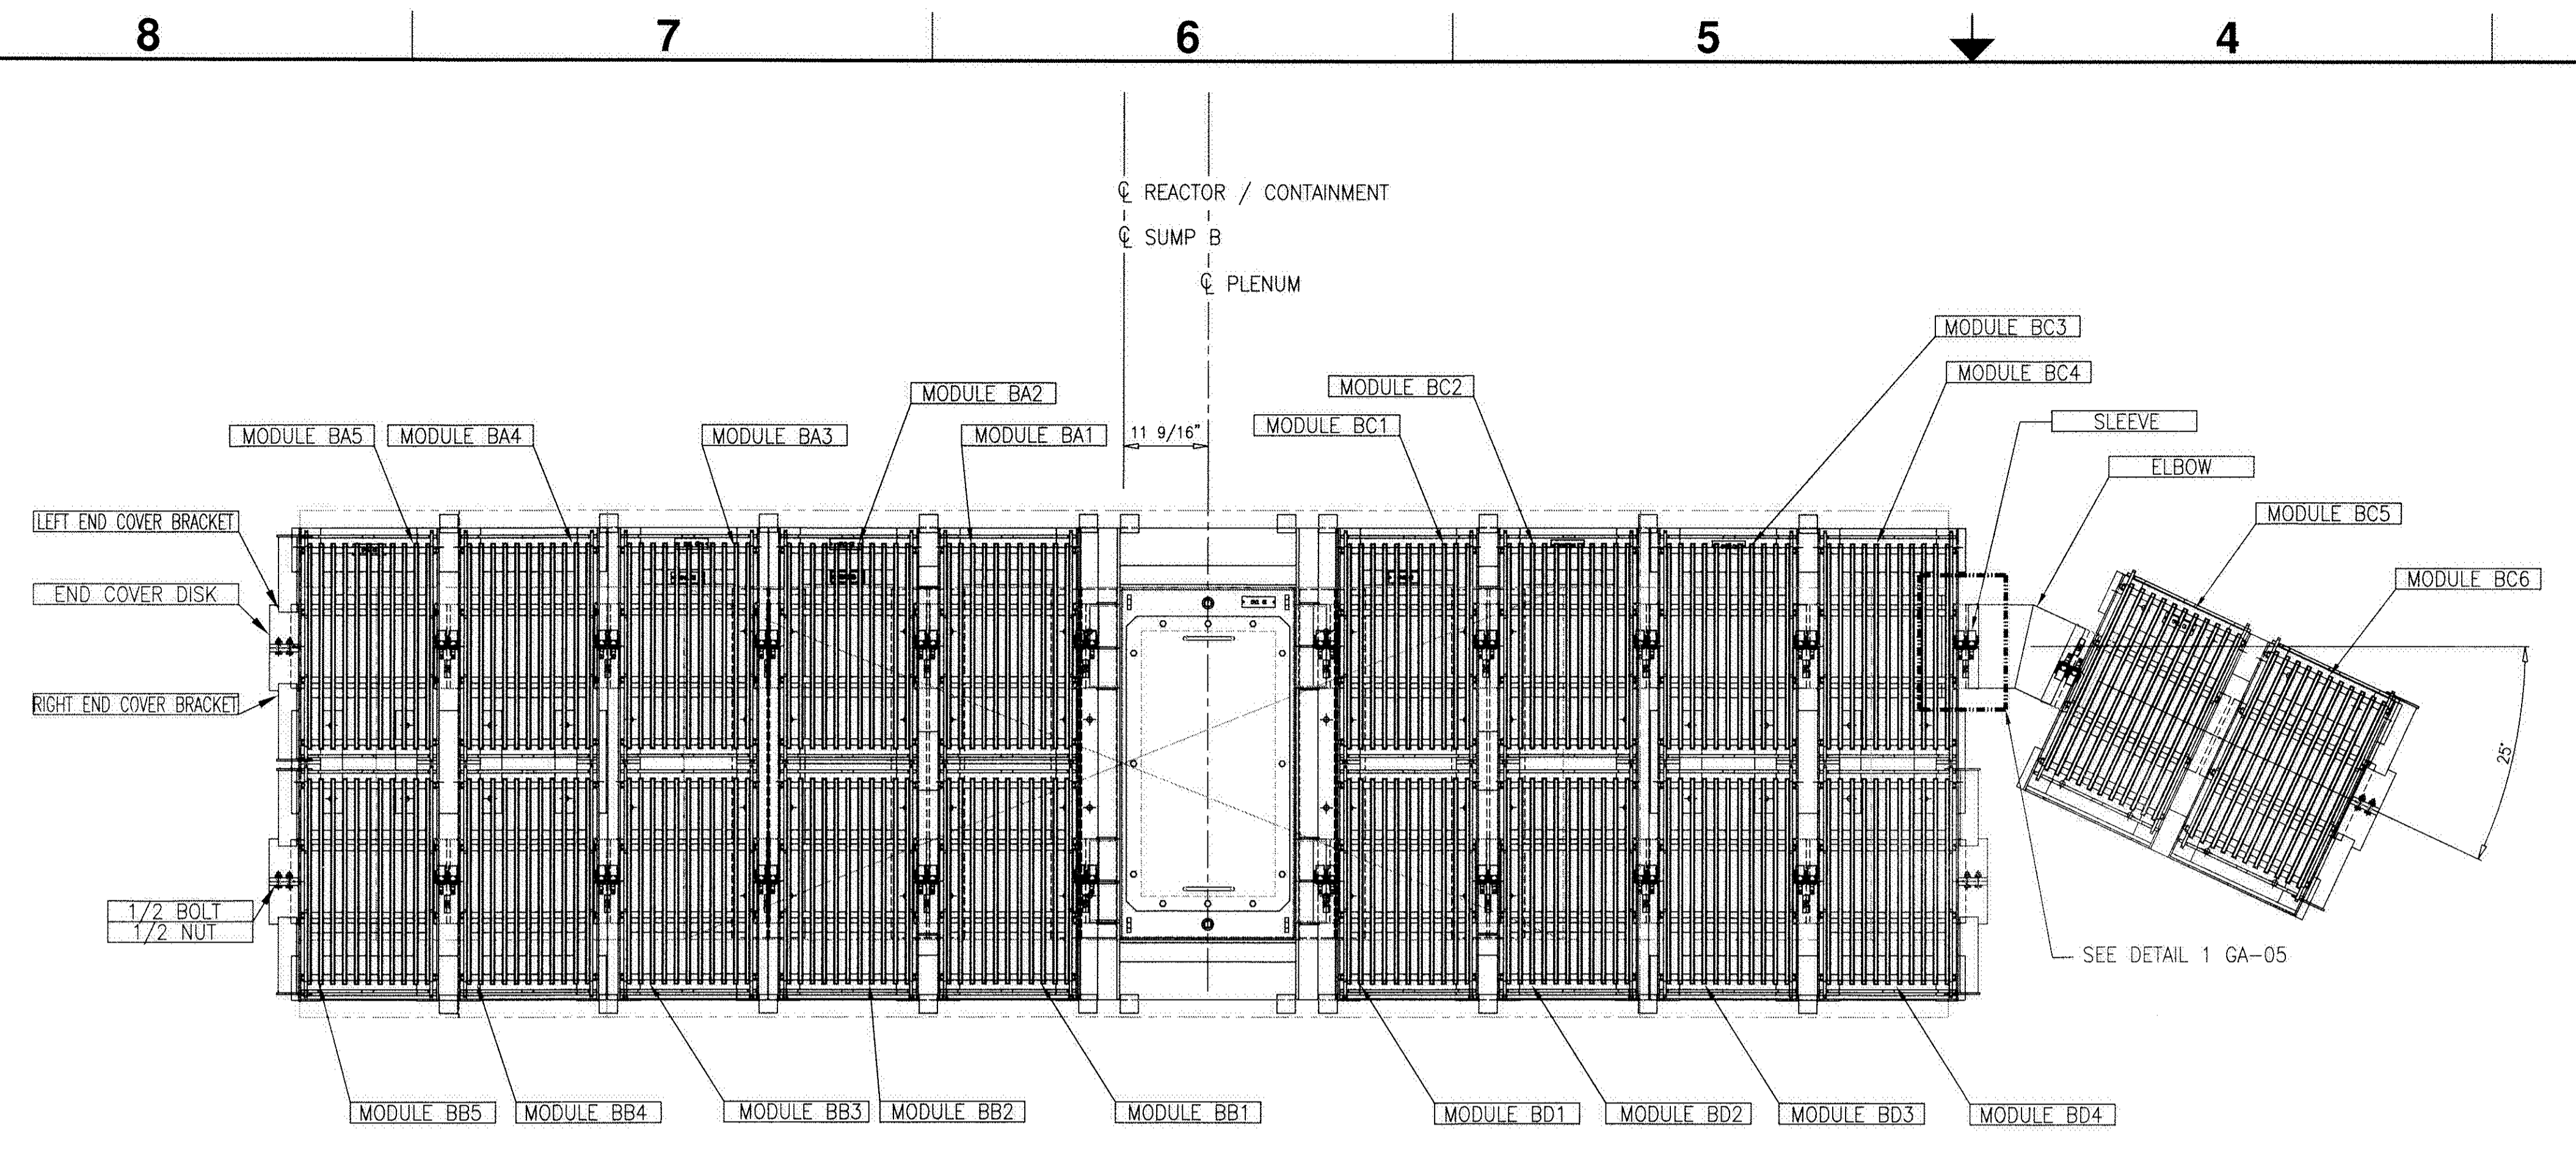 8 7 6 5 4
℄ REACTOR / CONTAINMENT
℄ SUMP B
℄ PLENUM
MODULE BC3
MODULE BC4
MODULE BC2
MODULE BA2
SLEEVE
MODULE BC1
11 9/16"
MODULE BA5
MODULE BA4
MODULE BA3
MODULE BA1
ELBOW
MODULE BC5
LEFT END COVER BRACKET
MODULE BC6
END COVER DISK
RIGHT END COVER BRACKET
25°
1/2 BOLT
1/2 NUT
SEE DETAIL 1 GA-05
MODULE BB5
MODULE BB4
MODULE BB3
MODULE BB2
MODULE BB1
MODULE BD1
MODULE BD2
MODULE BD3
MODULE BD4